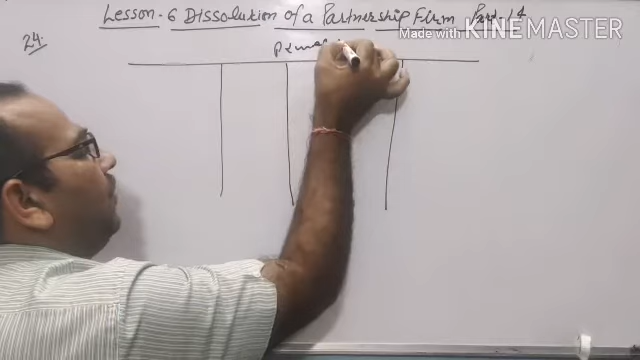 Lesson-6 Dissolution of a Partnership Firm Part-14
Made with KINEMASTER
24.